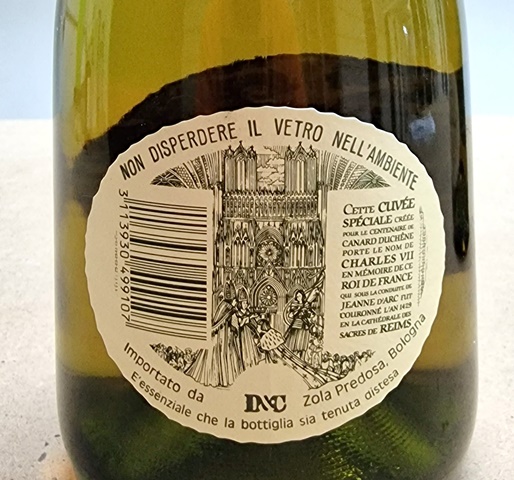 NON DISPERDERE IL VETRO NELL'AMBIENTE
CETTE CUVÉE
SPÉCIALE CRÉÉE
POUR LE CENTENAIRE DE
CANARD DUCHÊNE
PORTE LE NOM DE
CHARLES VII
EN MÉMOIRE DE CE
ROI DE FRANCE
QUI SOUS LA CONDUITE DE
JEANNE D'ARC FUT
COURONNÉ L'AN 1429
EN LA CATHÉDRALE DES
SACRES DE REIMS
3 113930 498107
Importato da D&C Zola Predosa, Bologna
E'essenziale che la bottiglia sia tenuta distesa